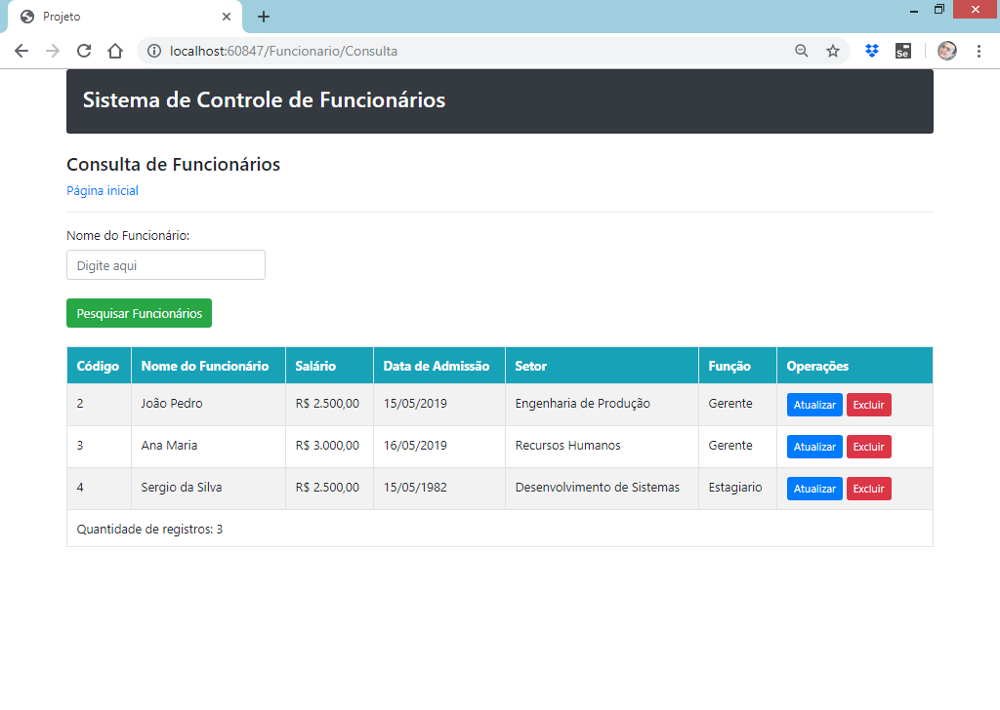 Projeto
localhost:60847/Funcionario/Consulta
Se
Sistema de Controle de Funcionários
Consulta de Funcionários
Página inicial
Nome do Funcionário:
Digite aqui
Pesquisar Funcionários
Código Nome do Funcionário Salário Data de Admissão Setor Função Operações
2 João Pedro R$ 2.500,00 15/05/2019 Engenharia de Produção Gerente Atualizar Excluir
3 Ana Maria R$ 3.000,00 16/05/2019 Recursos Humanos Gerente Atualizar Excluir
4 Sergio da Silva R$ 2.500,00 15/05/1982 Desenvolvimento de Sistemas Estagiario Atualizar Excluir
Quantidade de registros: 3